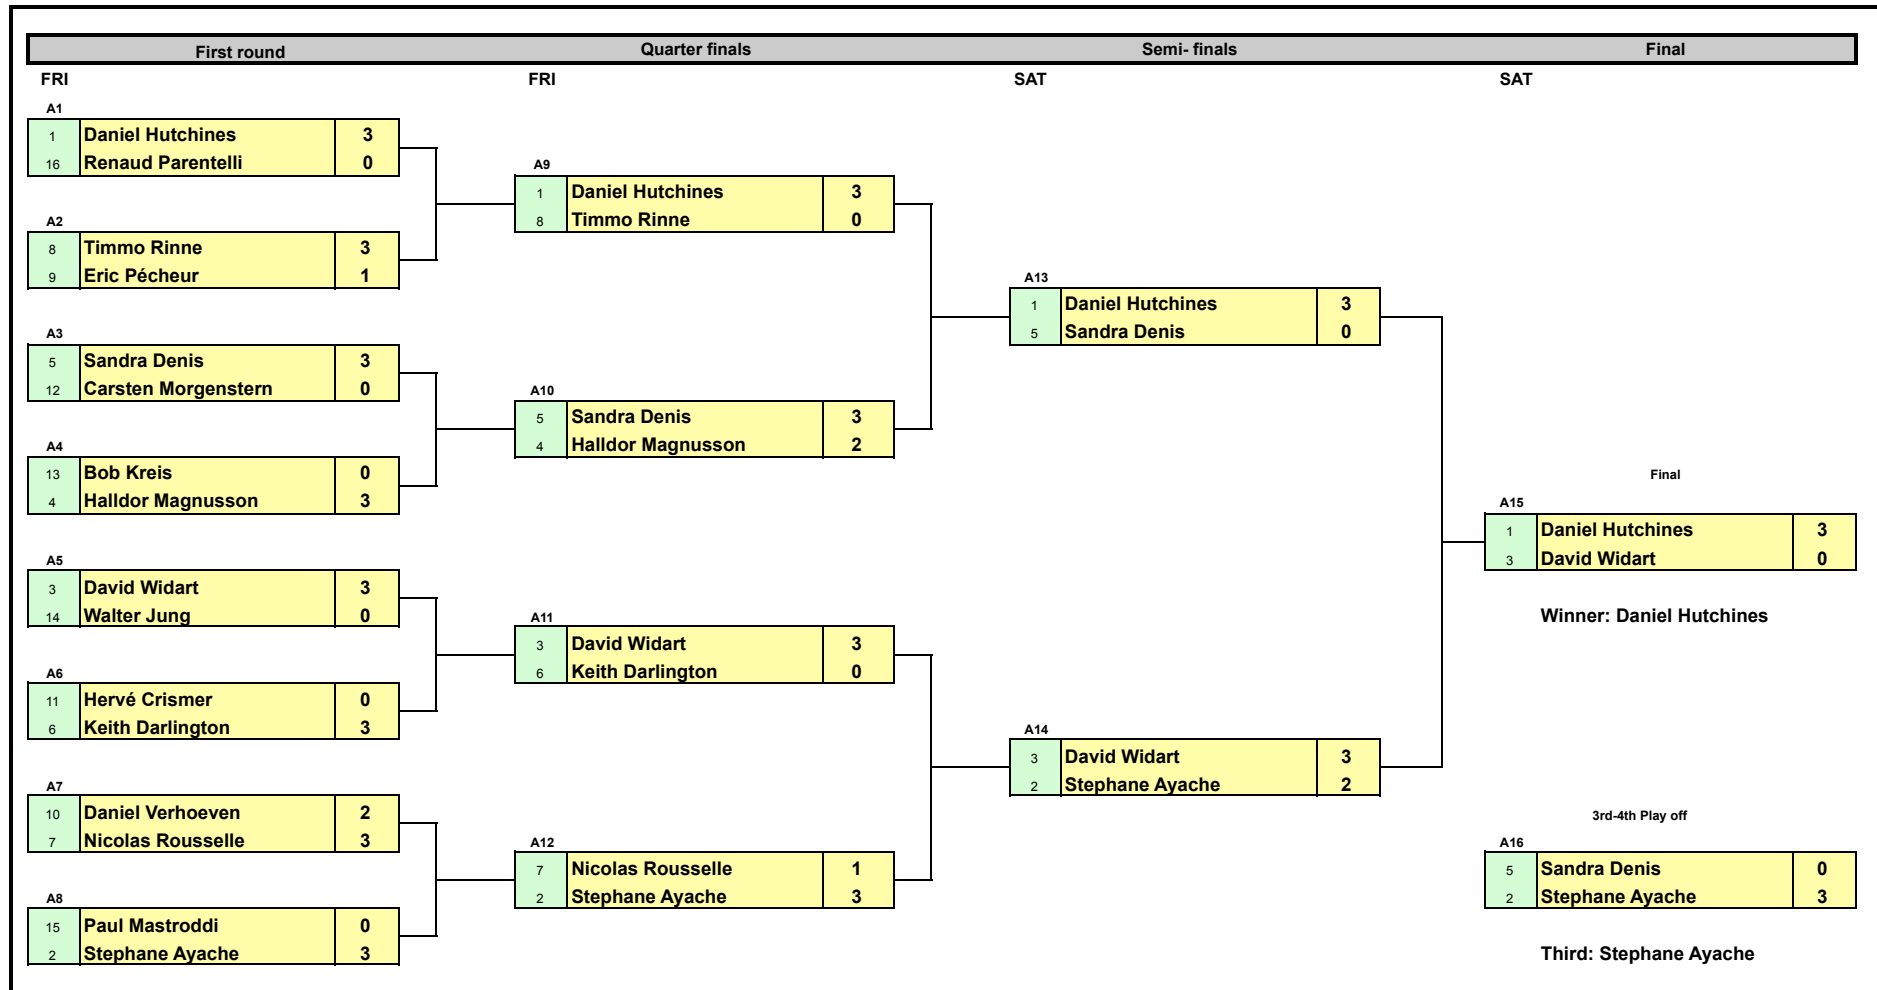 First round Quarter finals Semi- finals Final
FRI FRI SAT SAT
A1
1 Daniel Hutchines 3
16 Renaud Parentelli 0
A2
8 Timmo Rinne 3
9 Eric Pécheur 1
A3
5 Sandra Denis 3
12 Carsten Morgenstern 0
A4
13 Bob Kreis 0
4 Halldor Magnusson 3
A5
3 David Widart 3
14 Walter Jung 0
A6
11 Hervé Crismer 0
6 Keith Darlington 3
A7
10 Daniel Verhoeven 2
7 Nicolas Rousselle 3
A8
15 Paul Mastroddi 0
2 Stephane Ayache 3
A9
1 Daniel Hutchines 3
8 Timmo Rinne 0
A10
5 Sandra Denis 3
4 Halldor Magnusson 2
A11
3 David Widart 3
6 Keith Darlington 0
A12
7 Nicolas Rousselle 1
2 Stephane Ayache 3
A13
1 Daniel Hutchines 3
5 Sandra Denis 0
A14
3 David Widart 3
2 Stephane Ayache 2
Final
A15
1 Daniel Hutchines 3
3 David Widart 0
Winner: Daniel Hutchines
3rd-4th Play off
A16
5 Sandra Denis 0
2 Stephane Ayache 3
Third: Stephane Ayache